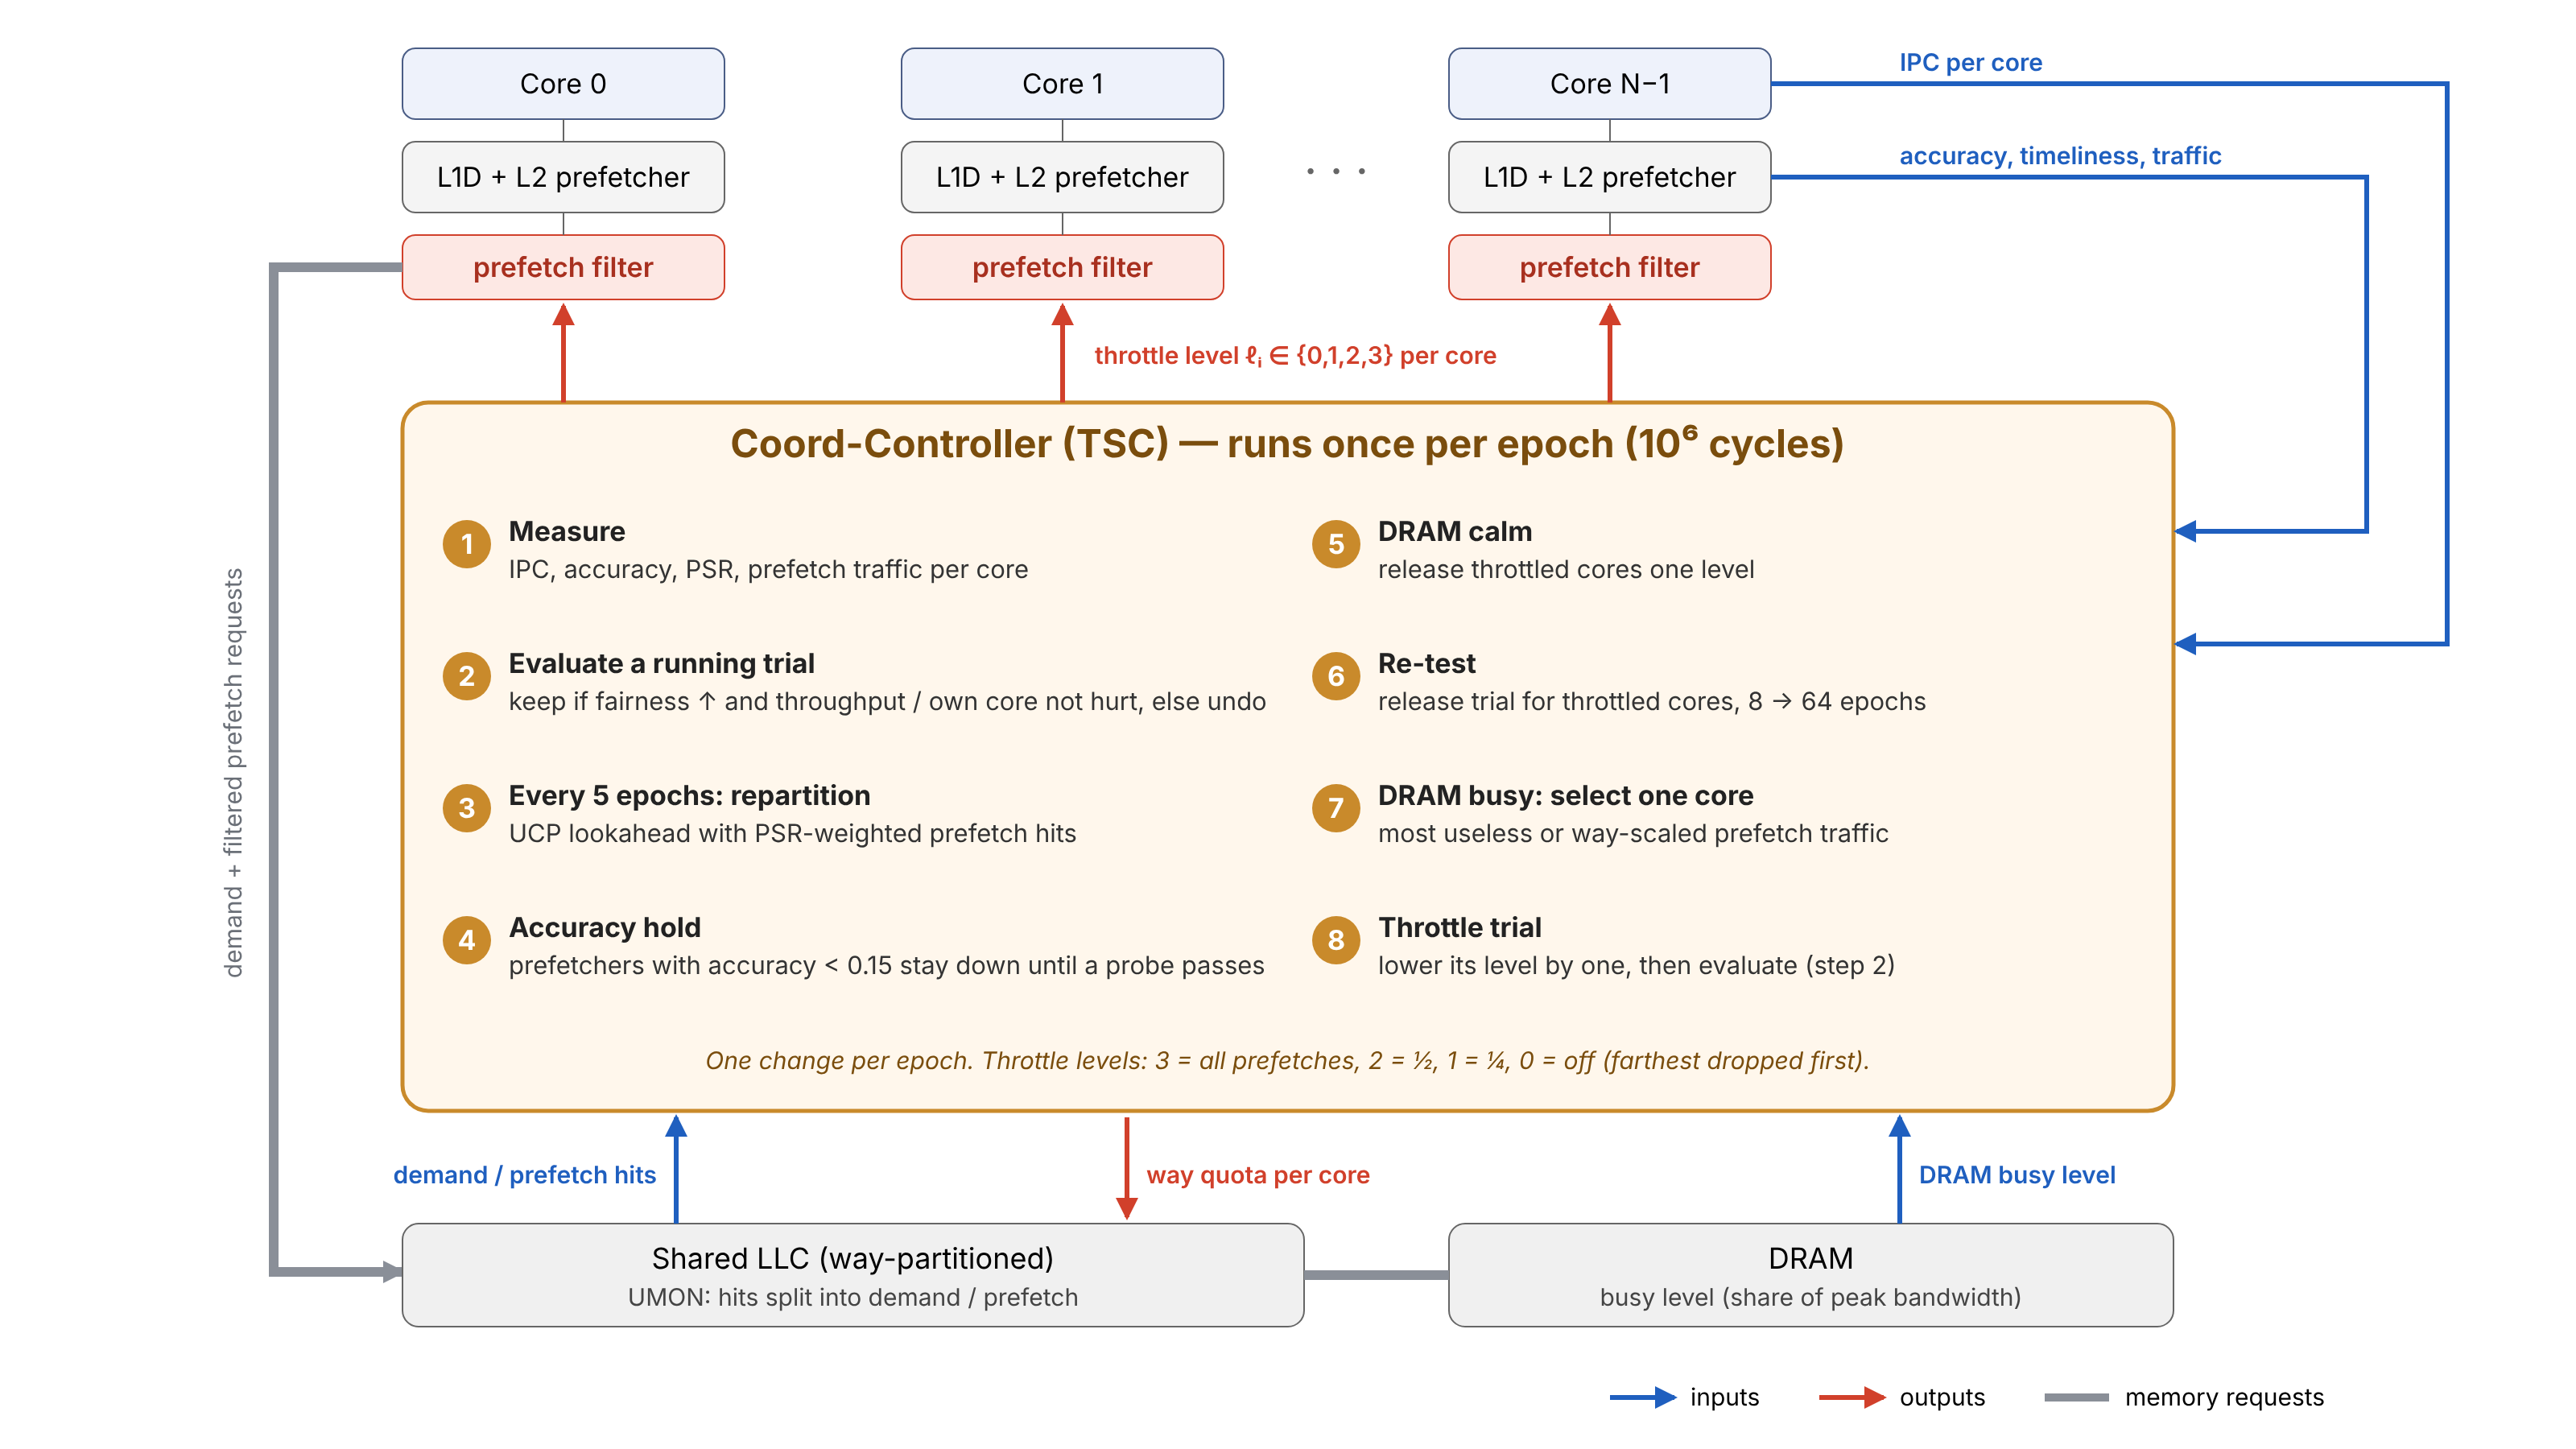 Core 0
Core 1
Core N−1
IPC per core
L1D + L2 prefetcher
L1D + L2 prefetcher
· · ·
L1D + L2 prefetcher
accuracy, timeliness, traffic
prefetch filter
prefetch filter
prefetch filter
throttle level ℓᵢ ∈ {0,1,2,3} per core
demand + filtered prefetch requests
Coord-Controller (TSC) — runs once per epoch (10⁶ cycles)
1 Measure
IPC, accuracy, PSR, prefetch traffic per core
2 Evaluate a running trial
keep if fairness ↑ and throughput / own core not hurt, else undo
3 Every 5 epochs: repartition
UCP lookahead with PSR-weighted prefetch hits
4 Accuracy hold
prefetchers with accuracy < 0.15 stay down until a probe passes
5 DRAM calm
release throttled cores one level
6 Re-test
release trial for throttled cores, 8 → 64 epochs
7 DRAM busy: select one core
most useless or way-scaled prefetch traffic
8 Throttle trial
lower its level by one, then evaluate (step 2)
One change per epoch. Throttle levels: 3 = all prefetches, 2 = ½, 1 = ¼, 0 = off (farthest dropped first).
demand / prefetch hits
way quota per core
DRAM busy level
Shared LLC (way-partitioned)
UMON: hits split into demand / prefetch
DRAM
busy level (share of peak bandwidth)
inputs
outputs
memory requests